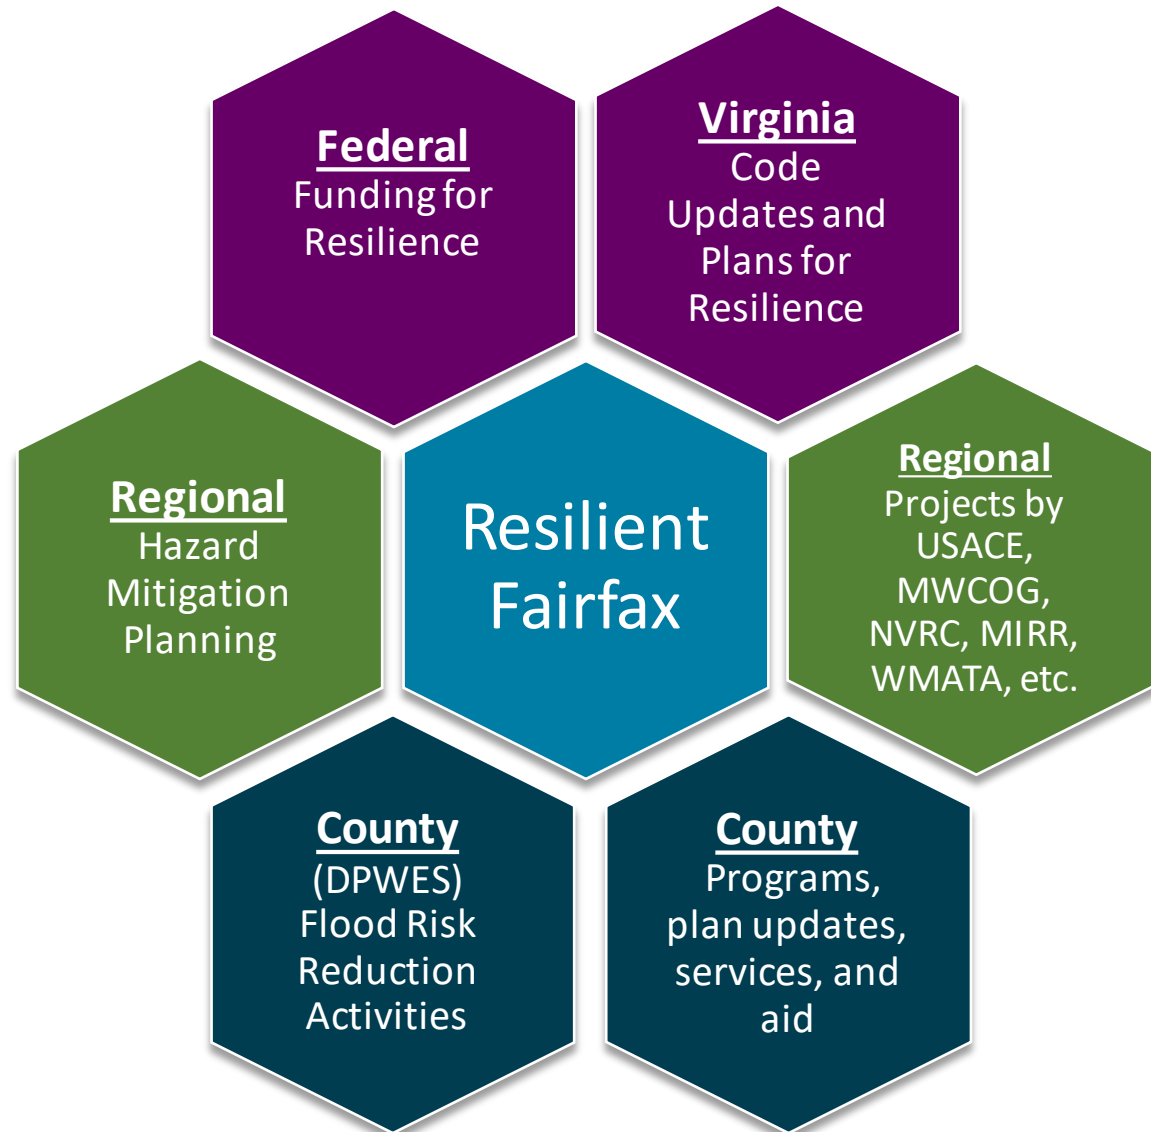 Federal
Funding for
Resilience
Virginia
Code
Updates and
Plans for
Resilience
Regional
Hazard
Mitigation
Planning
Resilient
Fairfax
Regional
Projects by
USACE,
MWCOG,
NVRC, MIRR,
WMATA, etc.
County
(DPWES)
Flood Risk
Reduction
Activities
County
Programs,
plan updates,
services, and
aid